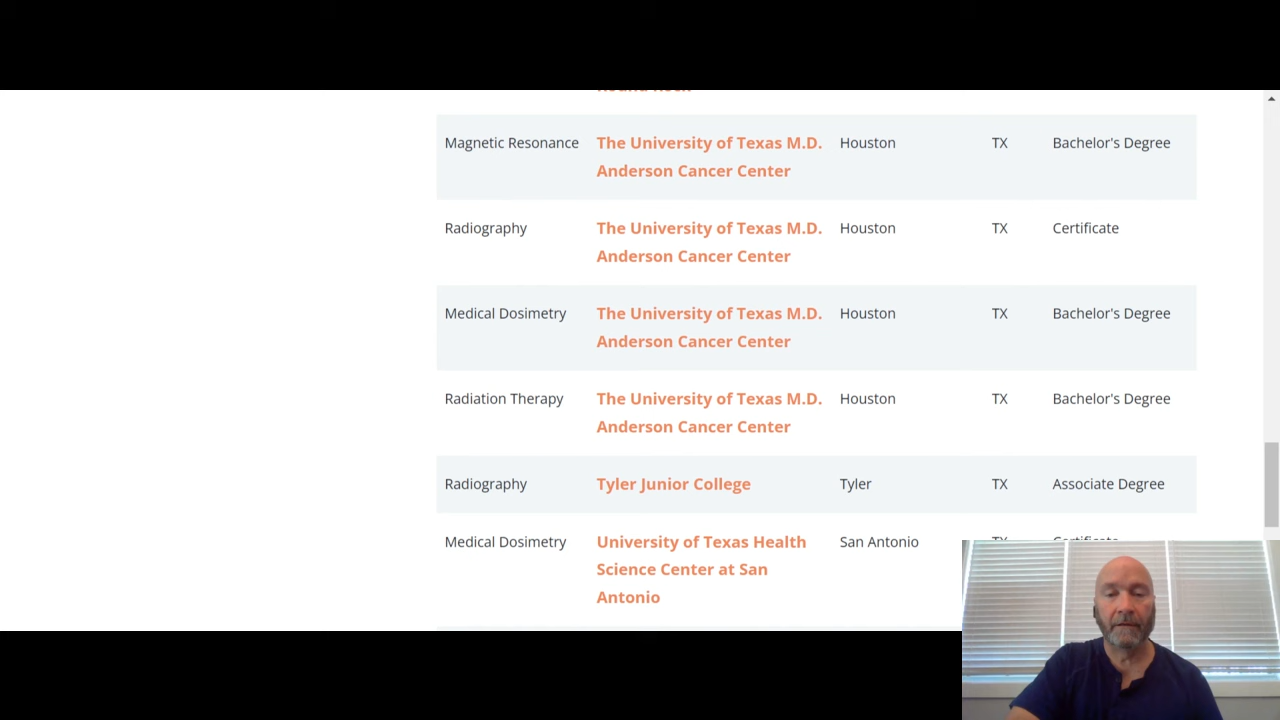 Magnetic Resonance The University of Texas M.D. Houston TX Bachelor's Degree
Anderson Cancer Center
Radiography The University of Texas M.D. Houston TX Certificate
Anderson Cancer Center
Medical Dosimetry The University of Texas M.D. Houston TX Bachelor's Degree
Anderson Cancer Center
Radiation Therapy The University of Texas M.D. Houston TX Bachelor's Degree
Anderson Cancer Center
Radiography Tyler Junior College Tyler TX Associate Degree
Medical Dosimetry University of Texas Health San Antonio TX Certificate
Science Center at San
Antonio